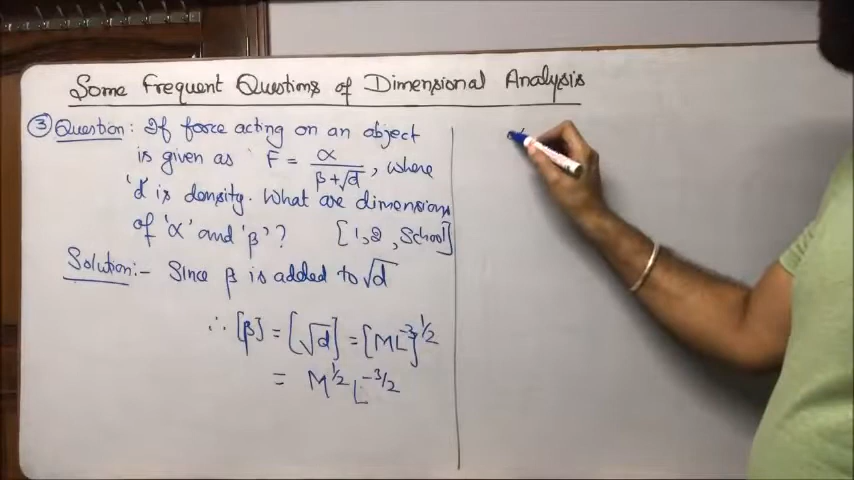 Some Frequent Questions of Dimensional Analysis
③ Question: If force acting on an object
is given as F = α / (β + √d), where
'd' is density. What are dimensions
of 'α' and 'β'? [1,2, School]
Solution:- Since β is added to √d
∴ [β] = [√d] = [ML⁻³]^1/2
= M^1/2 L^-3/2